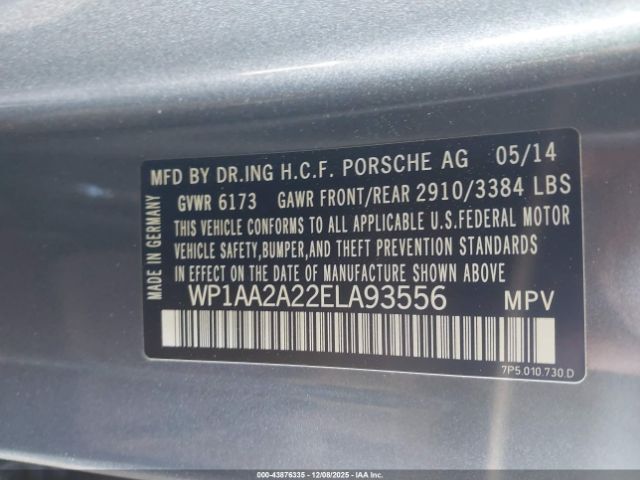 MADE IN GERMANY
MFD BY DR.ING H.C.F. PORSCHE AG 05/14
GVWR 6173 GAWR FRONT/REAR 2910/3384 LBS
THIS VEHICLE CONFORMS TO ALL APPLICABLE U.S.FEDERAL MOTOR
VEHICLE SAFETY,BUMPER,AND THEFT PREVENTION STANDARDS
IN EFFECT ON THE DATE OF MANUFACTURE SHOWN ABOVE.
WP1AA2A22ELA93556 MPV
7P5.010.730.D
IAA
-- 43876335 - 12/08/2025 - IAA --